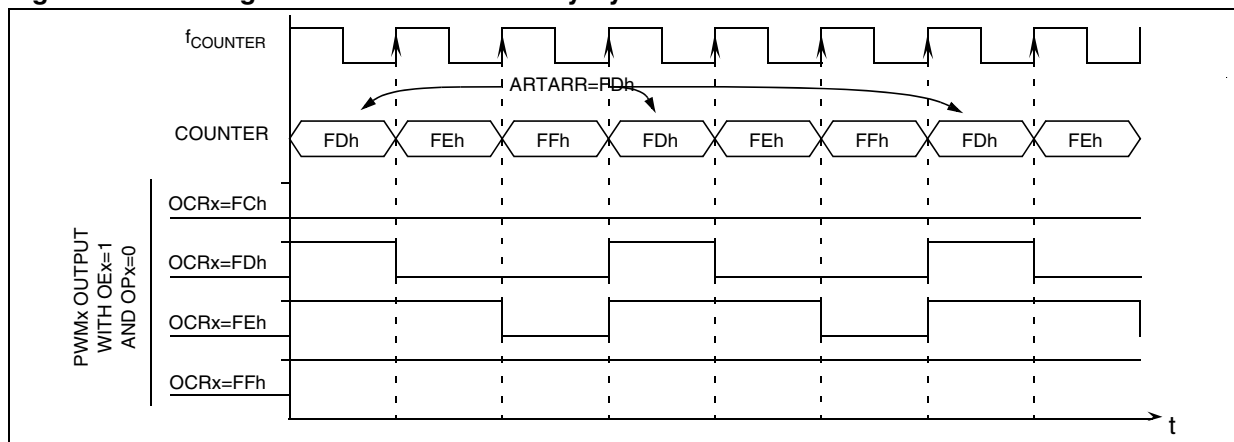 fCOUNTER
ARTARR=FDh
COUNTER
FDh FEh FFh FDh FEh FFh FDh FEh
PWMx OUTPUT
WITH OEx=1
AND OPx=0
OCRx=FCh
OCRx=FDh
OCRx=FEh
OCRx=FFh
t